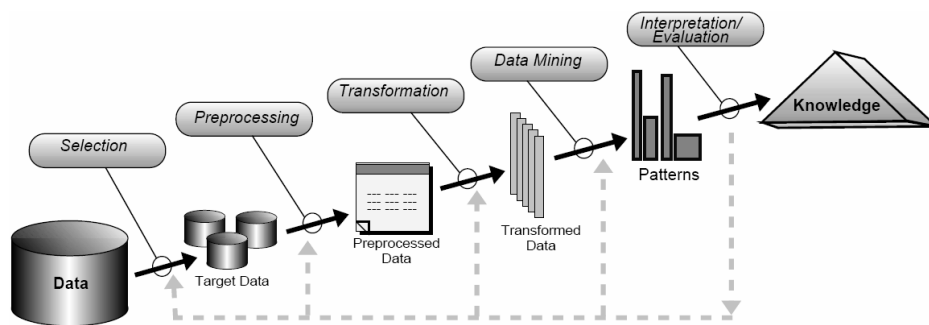 Interpretation/
Evaluation
Data Mining
Transformation
Preprocessing
Selection
Knowledge
Patterns
Transformed
Data
Preprocessed
Data
Target Data
Data